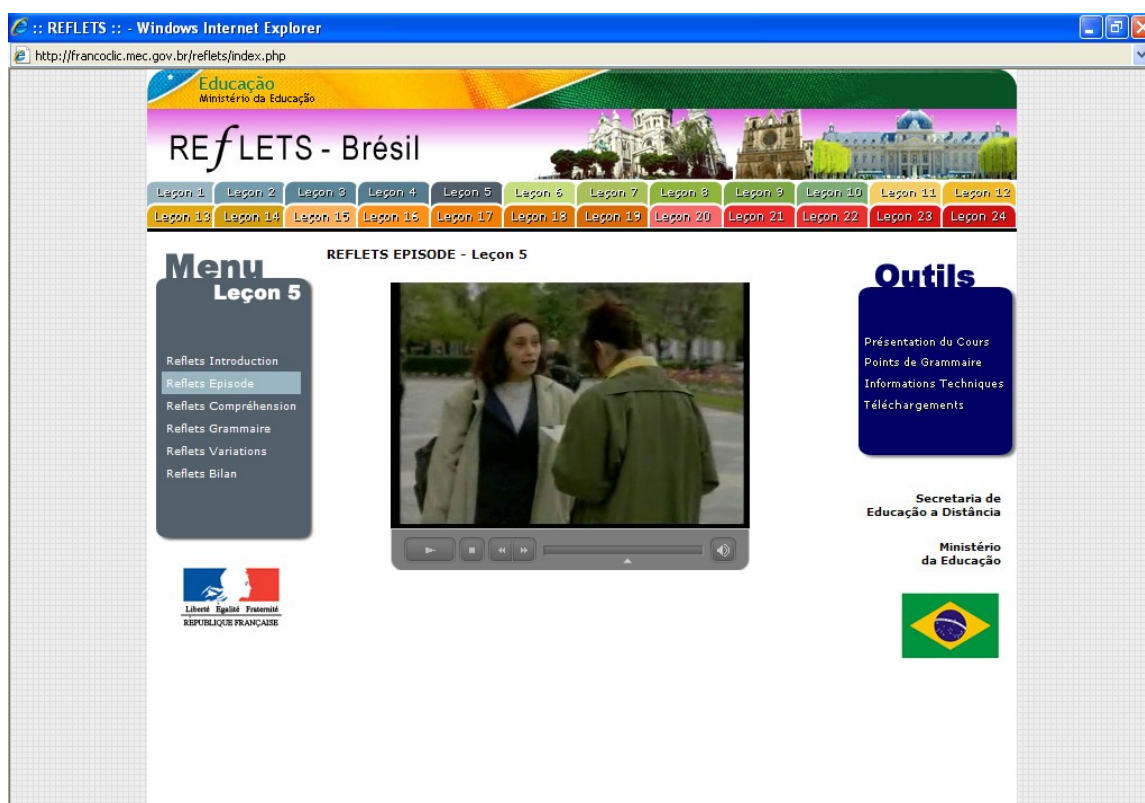 :: REFLETS :: - Windows Internet Explorer
http://francoclic.mec.gov.br/reflets/index.php
Educação
Ministério da Educação
REfLETS - Brésil
Leçon 1 Leçon 2 Leçon 3 Leçon 4 Leçon 5 Leçon 6 Leçon 7 Leçon 8 Leçon 9 Leçon 10 Leçon 11 Leçon 12
Leçon 13 Leçon 14 Leçon 15 Leçon 16 Leçon 17 Leçon 18 Leçon 19 Leçon 20 Leçon 21 Leçon 22 Leçon 23 Leçon 24
REFLETS EPISODE - Leçon 5
Menu
Leçon 5
Reflets Introduction
Reflets Episode
Reflets Compréhension
Reflets Grammaire
Reflets Variations
Reflets Bilan
Liberté Égalité Fraternité
RÉPUBLIQUE FRANÇAISE
Outils
Présentation du Cours
Points de Grammaire
Informations Techniques
Téléchargements
Secretaria de
Educação a Distância
Ministério
da Educação